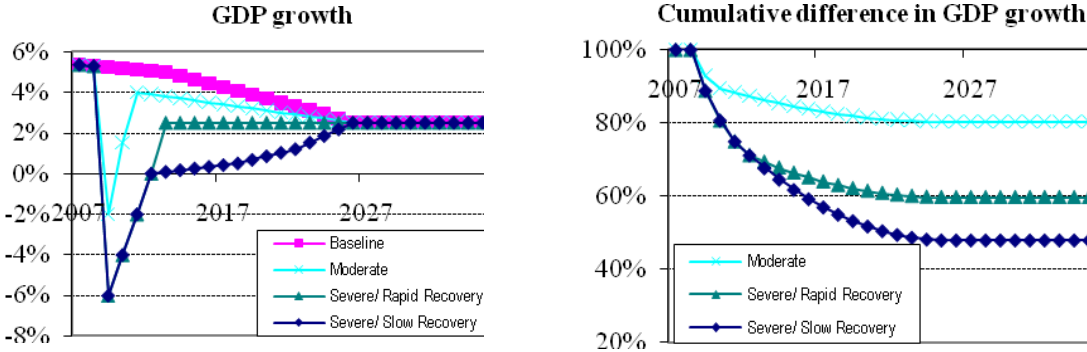 GDP growth
6%
4%
2%
0%
-2%
-4%
-6%
-8%
2007
2017
2027
Baseline
Moderate
Severe/ Rapid Recovery
Severe/ Slow Recovery
Cumulative difference in GDP growth
100%
80%
60%
40%
20%
2007
2017
2027
Moderate
Severe/ Rapid Recovery
Severe/ Slow Recovery